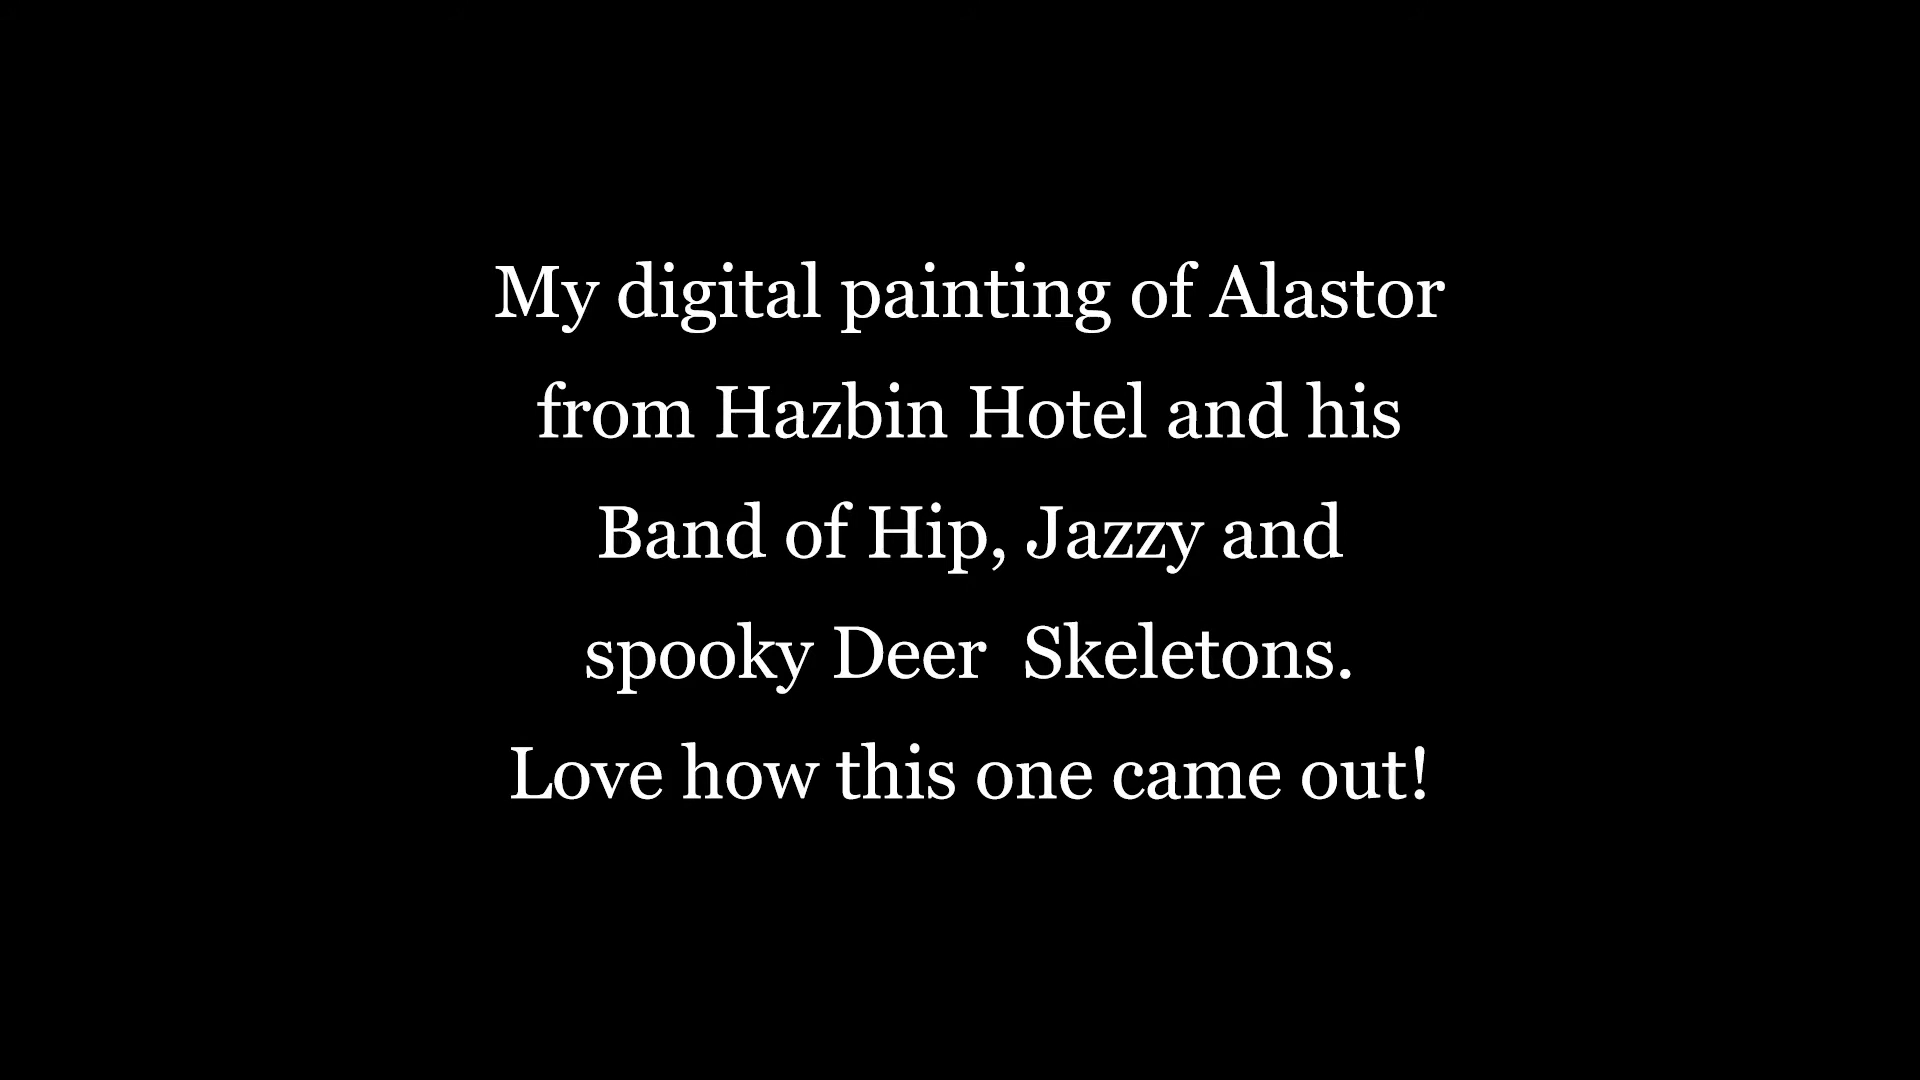 My digital painting of Alastor
from Hazbin Hotel and his
Band of Hip, Jazzy and
spooky Deer  Skeletons.
Love how this one came out!